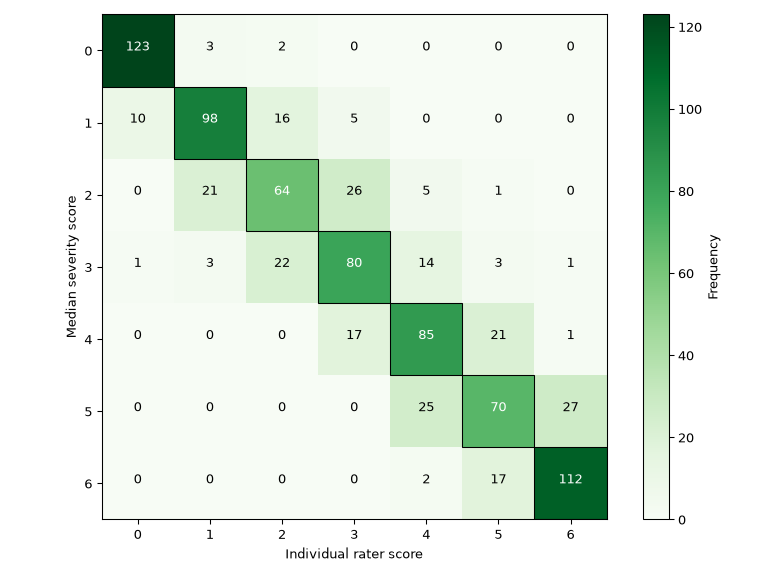 0 123 3 2 0 0 0 0
1 10 98 16 5 0 0 0
2 0 21 64 26 5 1 0
3 1 3 22 80 14 3 1
4 0 0 0 17 85 21 1
5 0 0 0 0 25 70 27
6 0 0 0 0 2 17 112
0 1 2 3 4 5 6
Individual rater score
Median severity score
120
100
80
60
40
20
0
Frequency